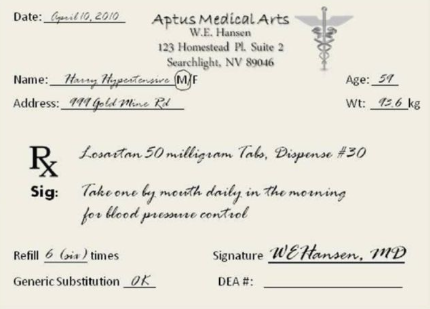 Date: April 10, 2010
Aptus Medical Arts
W.E. Hansen
123 Homestead Pl. Suite 2
Searchlight, NV 89046
Name: Harry Hypertensive M/F Age: 59
Address: 999 Gold Mine Rd Wt: 93.6 kg
Rx Losartan 50 milligram Tabs, Dispense #30
Sig: Take one by mouth daily in the morning
for blood pressure control
Refill 6 (six) times Signature WE Hansen, MD
Generic Substitution OK DEA #: